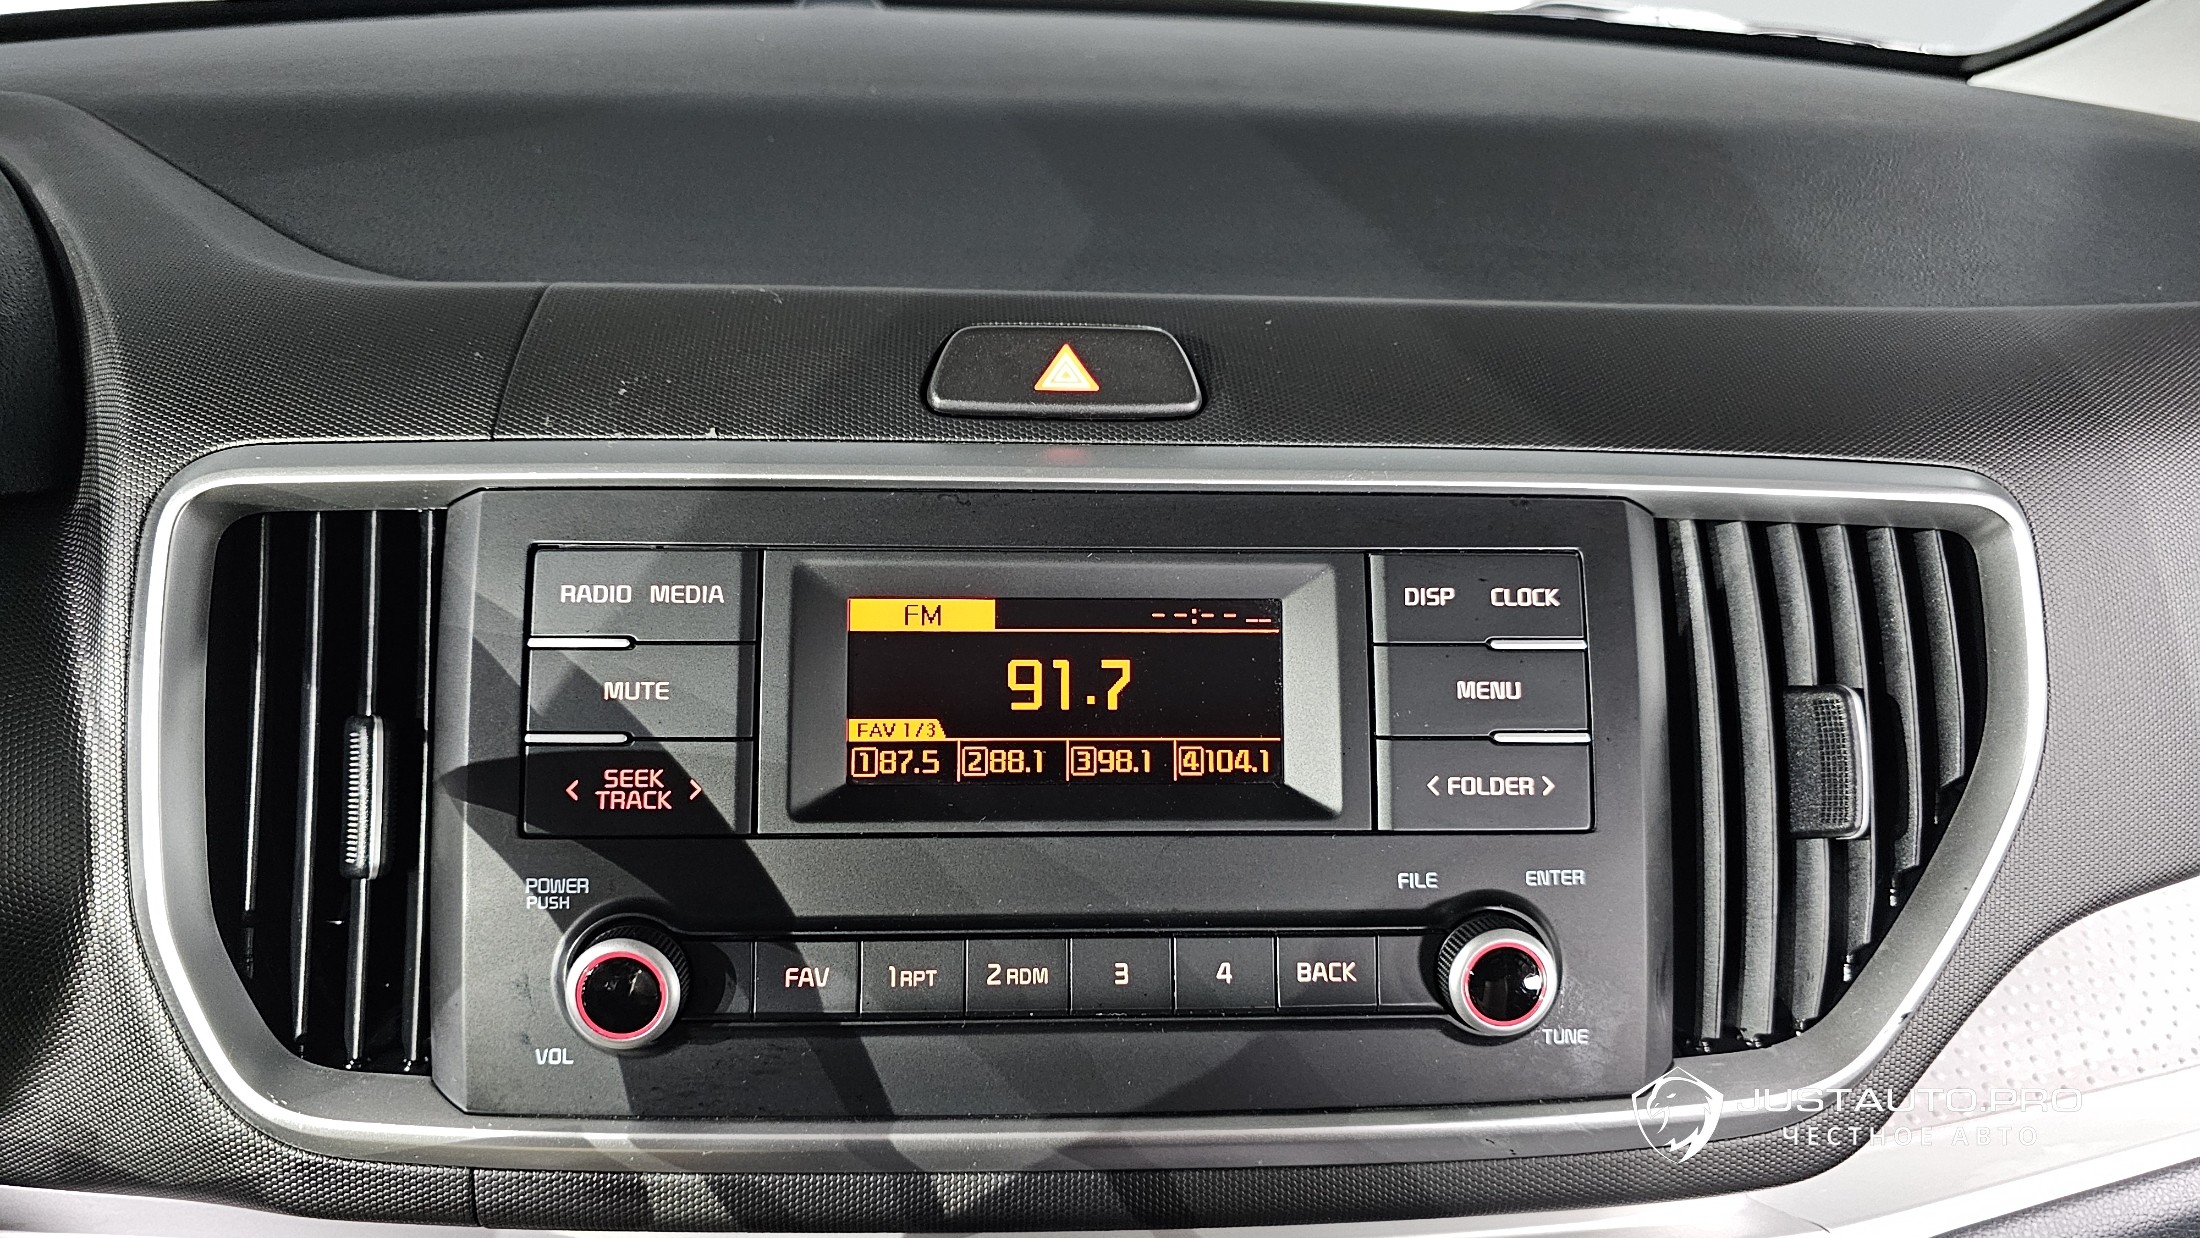 RADIO MEDIA
MUTE
< SEEK TRACK >
FM --:-- __
91.7
FAV 1/3
1 87.5 2 88.1 3 98.1 4 104.1
DISP CLOCK
MENU
< FOLDER >
POWER
PUSH
VOL
FAV 1 RPT 2 RDM 3 4 BACK
FILE ENTER
TUNE
JUSTAUTO.PRO
ЧЕСТНОЕ АВТО